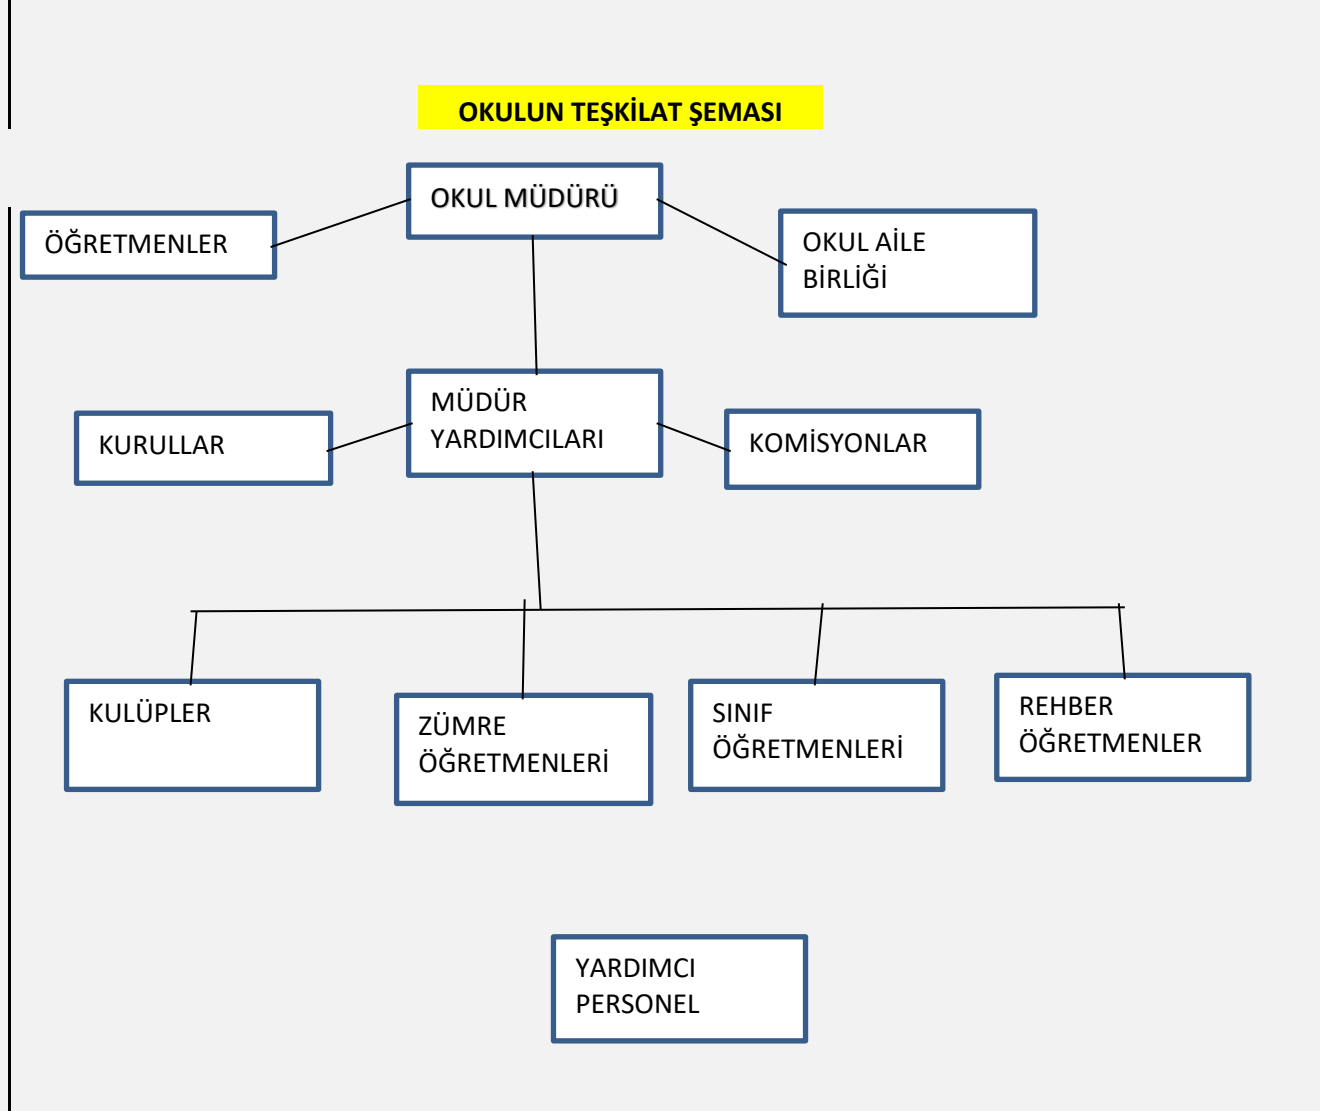 OKULUN TEŞKİLAT ŞEMASI
OKUL MÜDÜRÜ
ÖĞRETMENLER
OKUL AİLE
BİRLİĞİ
MÜDÜR
YARDIMCILARI
KURULLAR
KOMİSYONLAR
KULÜPLER
ZÜMRE
ÖĞRETMENLERİ
SINIF
ÖĞRETMENLERİ
REHBER
ÖĞRETMENLER
YARDIMCI
PERSONEL